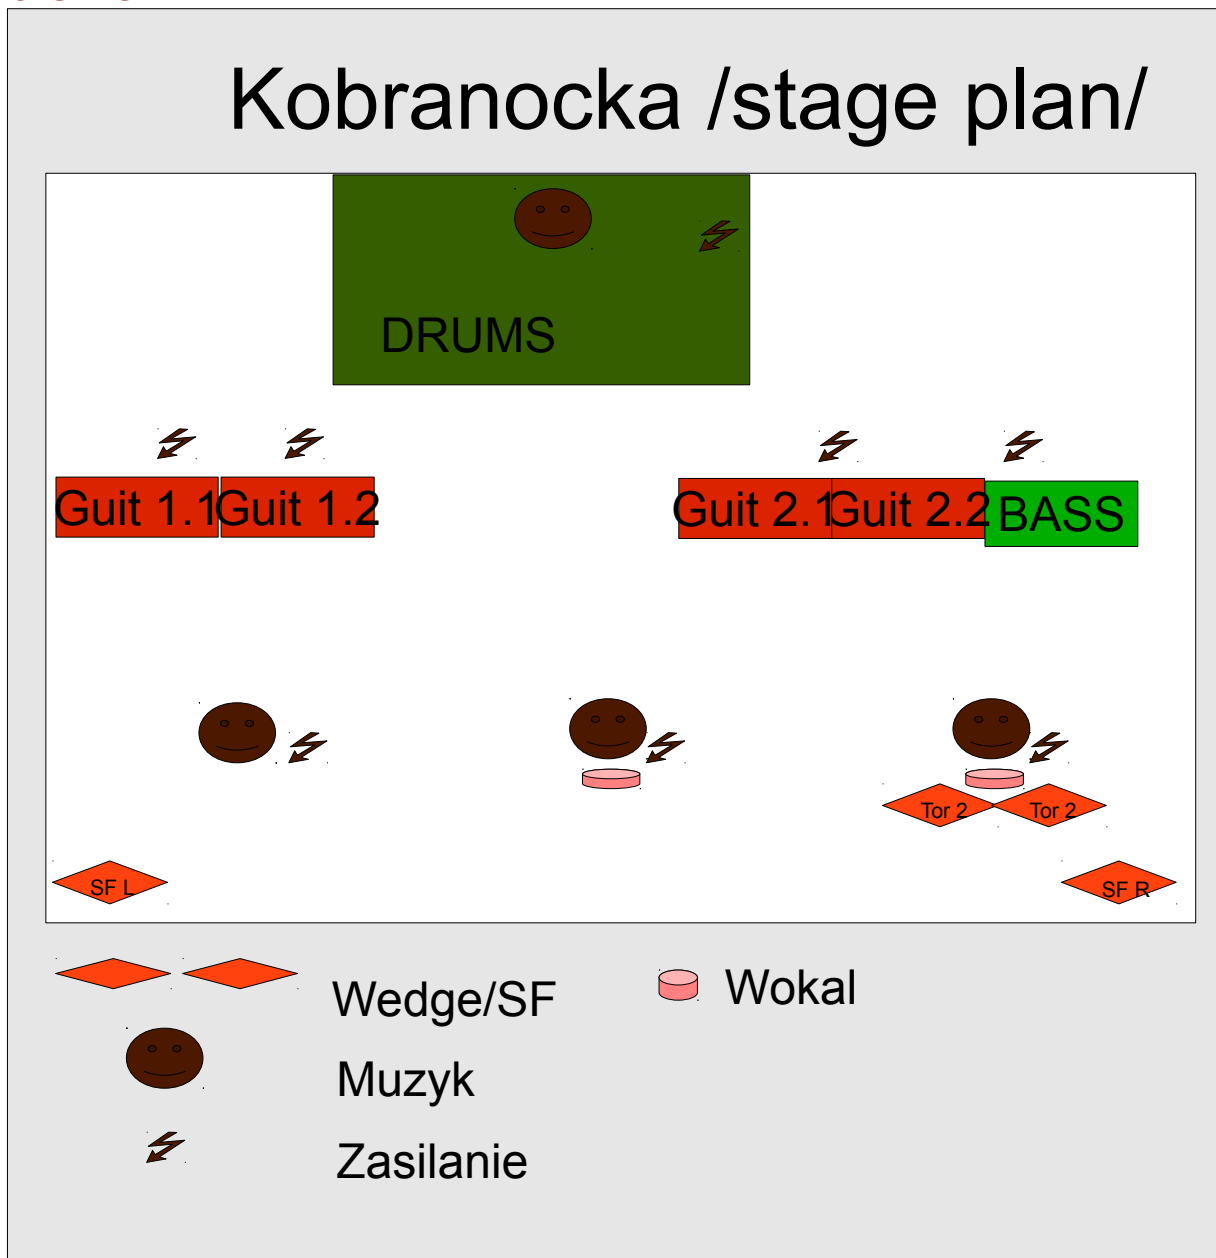 Kobranocka /stage plan/
DRUMS
Guit 1.1 Guit 1.2 Guit 2.1 Guit 2.2 BASS
Tor 2 Tor 2
SF L SF R
Wedge/SF Wokal
Muzyk
Zasilanie